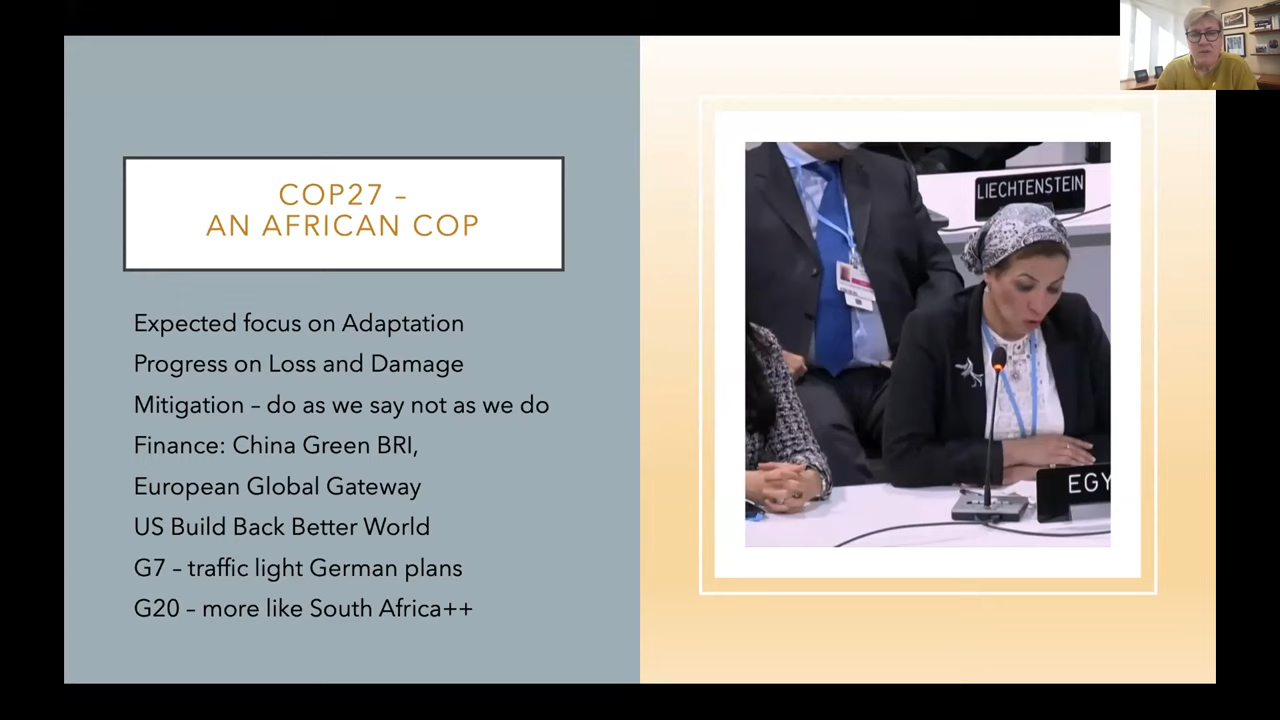 COP27 –
AN AFRICAN COP
Expected focus on Adaptation
Progress on Loss and Damage
Mitigation – do as we say not as we do
Finance: China Green BRI,
European Global Gateway
US Build Back Better World
G7 – traffic light German plans
G20 – more like South Africa++
LIECHTENSTEIN
EGY